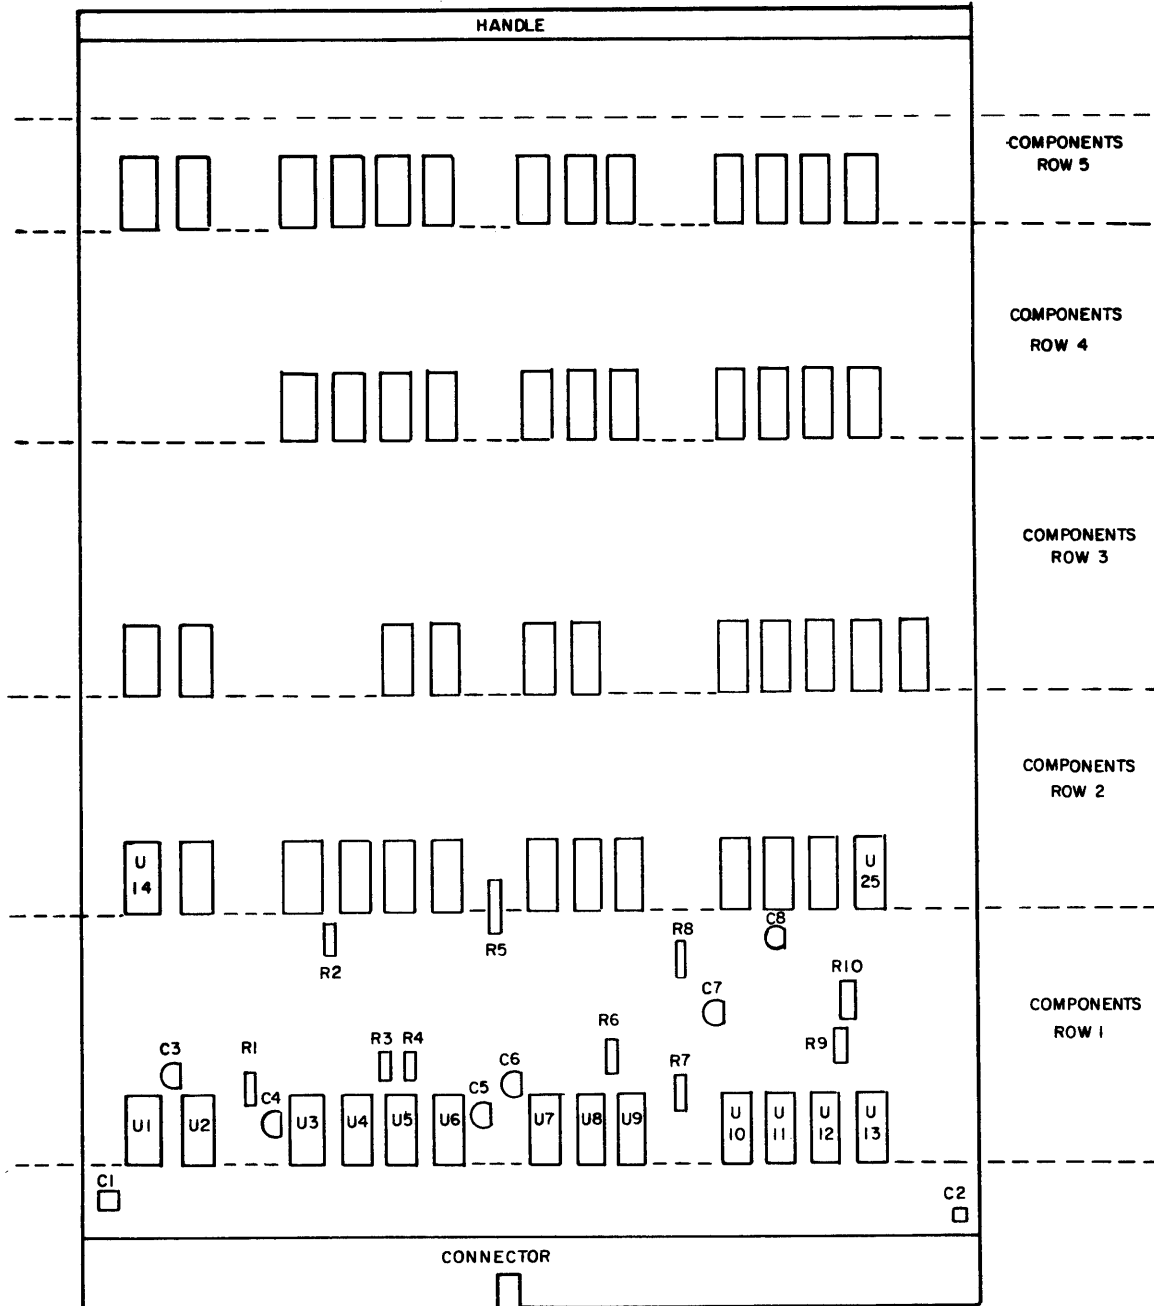 HANDLE
COMPONENTS
ROW 5
COMPONENTS
ROW 4
COMPONENTS
ROW 3
COMPONENTS
ROW 2
U
14
U
25
R2
R5
R8
C8
R10
C7
COMPONENTS
ROW 1
C3
R1
R3
R4
C6
R6
R7
R9
C4
C5
U1
U2
U3
U4
U5
U6
U7
U8
U9
U
10
U
11
U
12
U
13
C1
C2
CONNECTOR